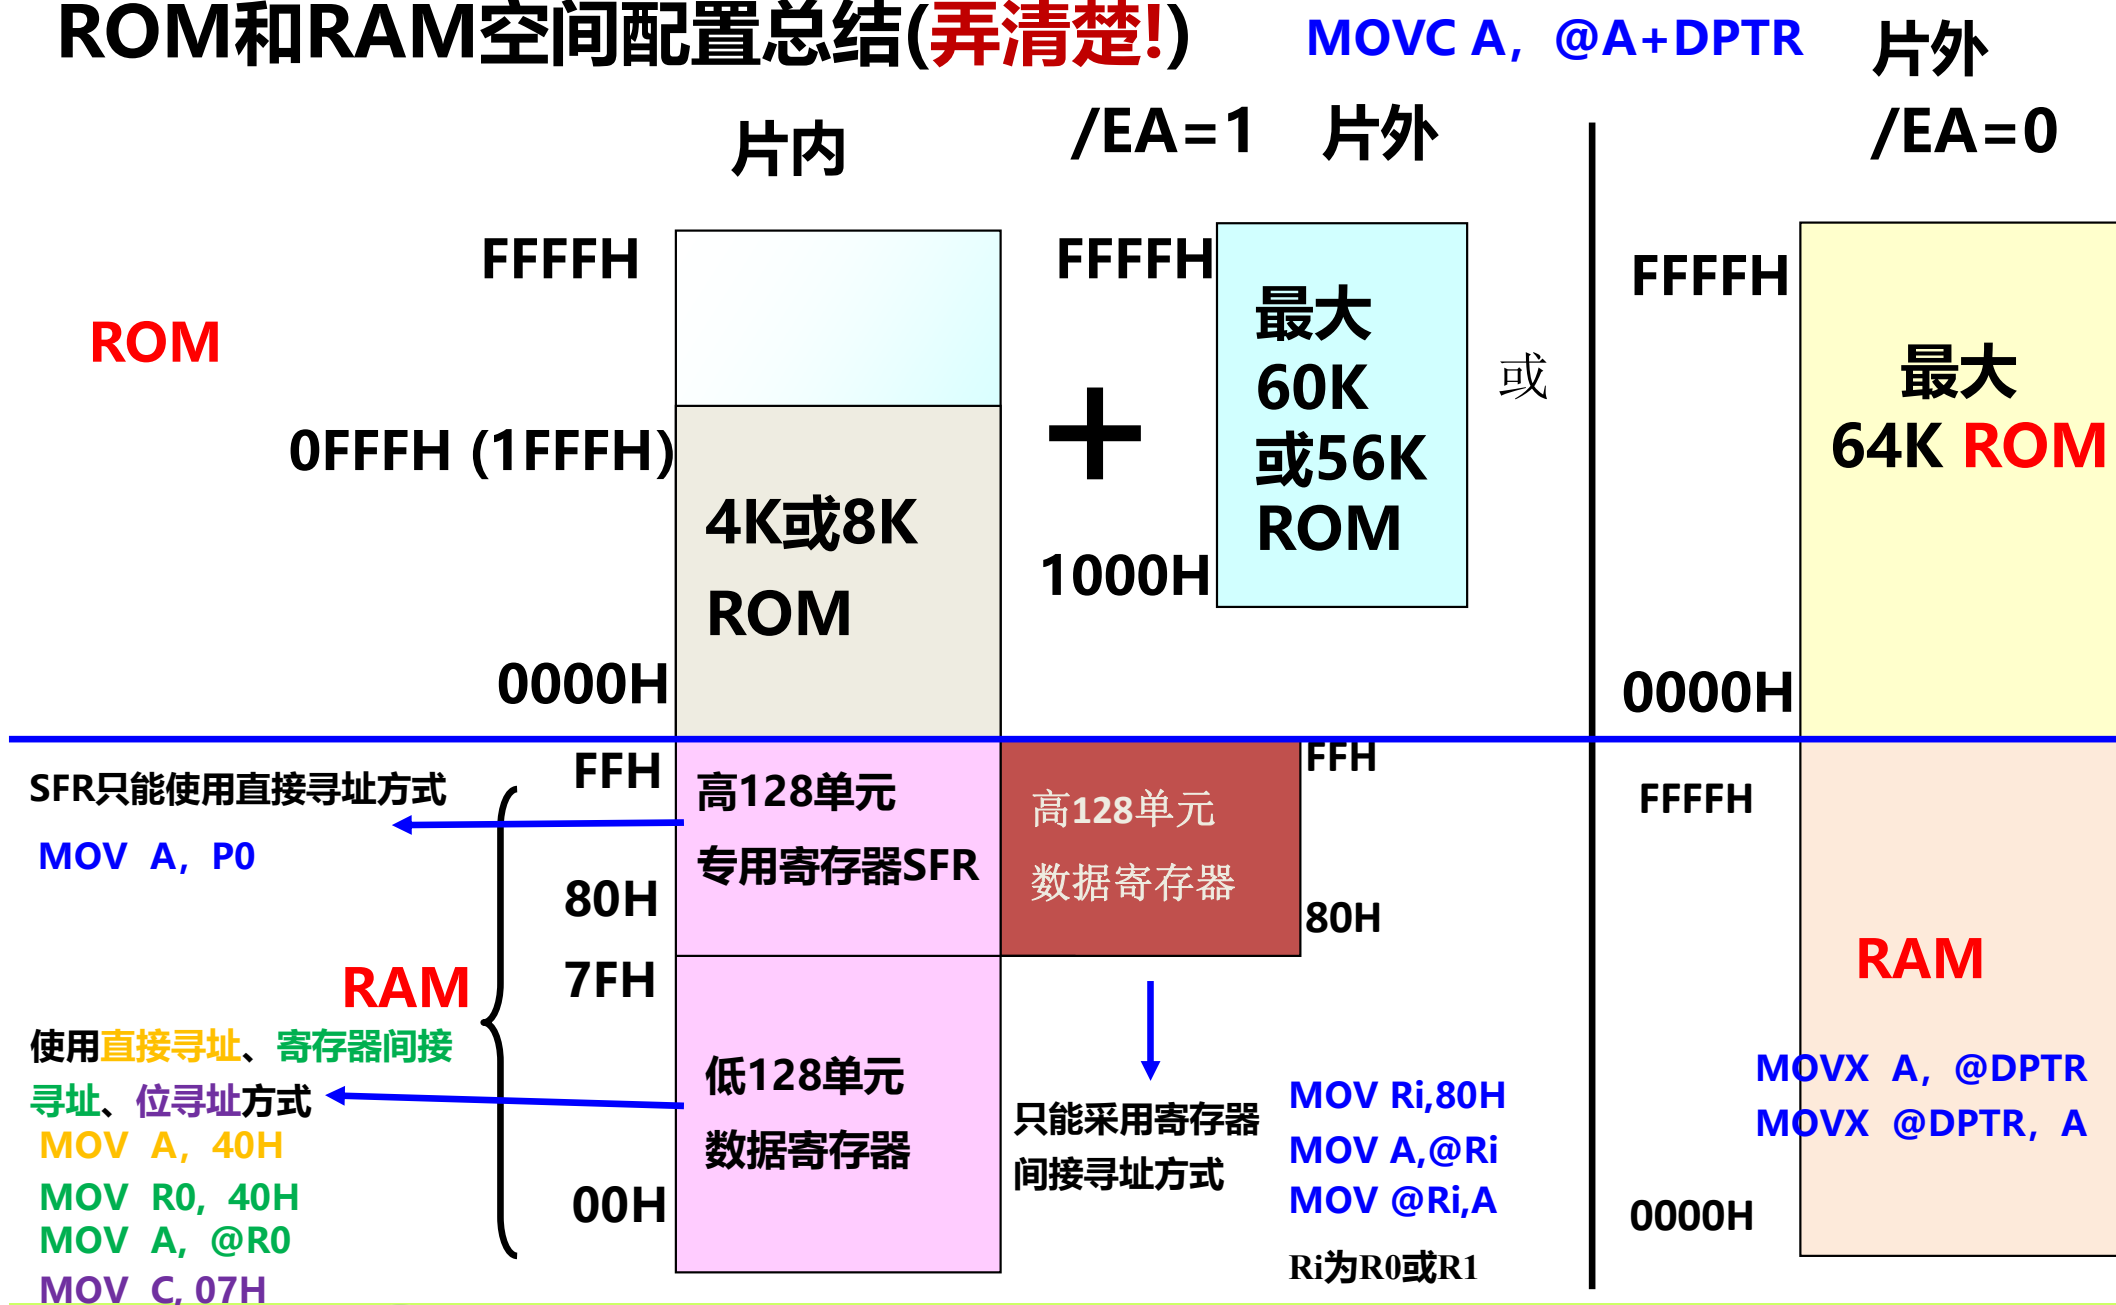 ROM和RAM空间配置总结(弄清楚!)
MOVC A, @A+DPTR
片外
片内
/EA=1
片外
/EA=0
FFFFH
FFFFH
FFFFH
ROM
最大
60K
或56K
ROM
或
最大
64K ROM
0FFFH (1FFFH)
4K或8K
ROM
1000H
0000H
0000H
SFR只能使用直接寻址方式
MOV A, P0
FFH
高128单元
专用寄存器SFR
80H
高128单元
数据寄存器
FFH
80H
FFFFH
RAM
7FH
RAM
使用直接寻址、寄存器间接
寻址、位寻址方式
MOV A, 40H
MOV R0, 40H
MOV A, @R0
MOV C, 07H
低128单元
数据寄存器
00H
只能采用寄存器
间接寻址方式
MOV Ri,80H
MOV A,@Ri
MOV @Ri,A
Ri为R0或R1
MOVX A, @DPTR
MOVX @DPTR, A
0000H